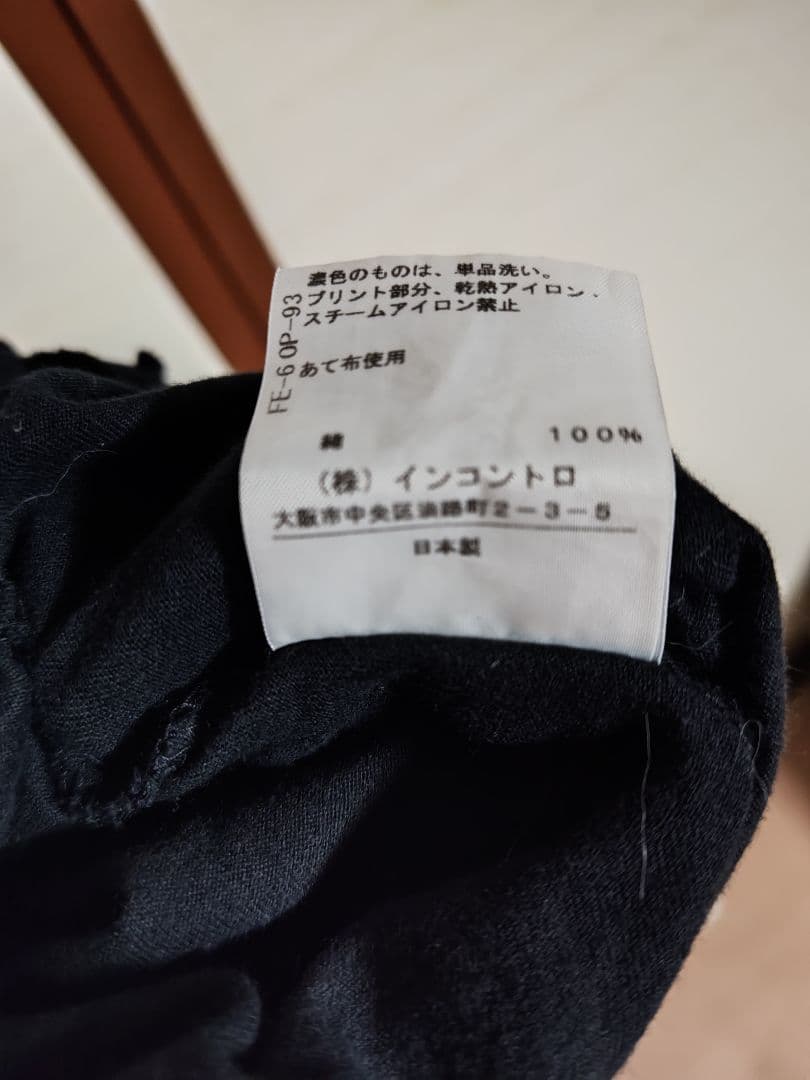 濃色のものは、単品洗い。
プリント部分、乾熱アイロン.
スチームアイロン禁止
あて布使用
FE-6 OP-93
綿 100%
(株) インコントロ
大阪市中央区淡路町2-3-5
日本製